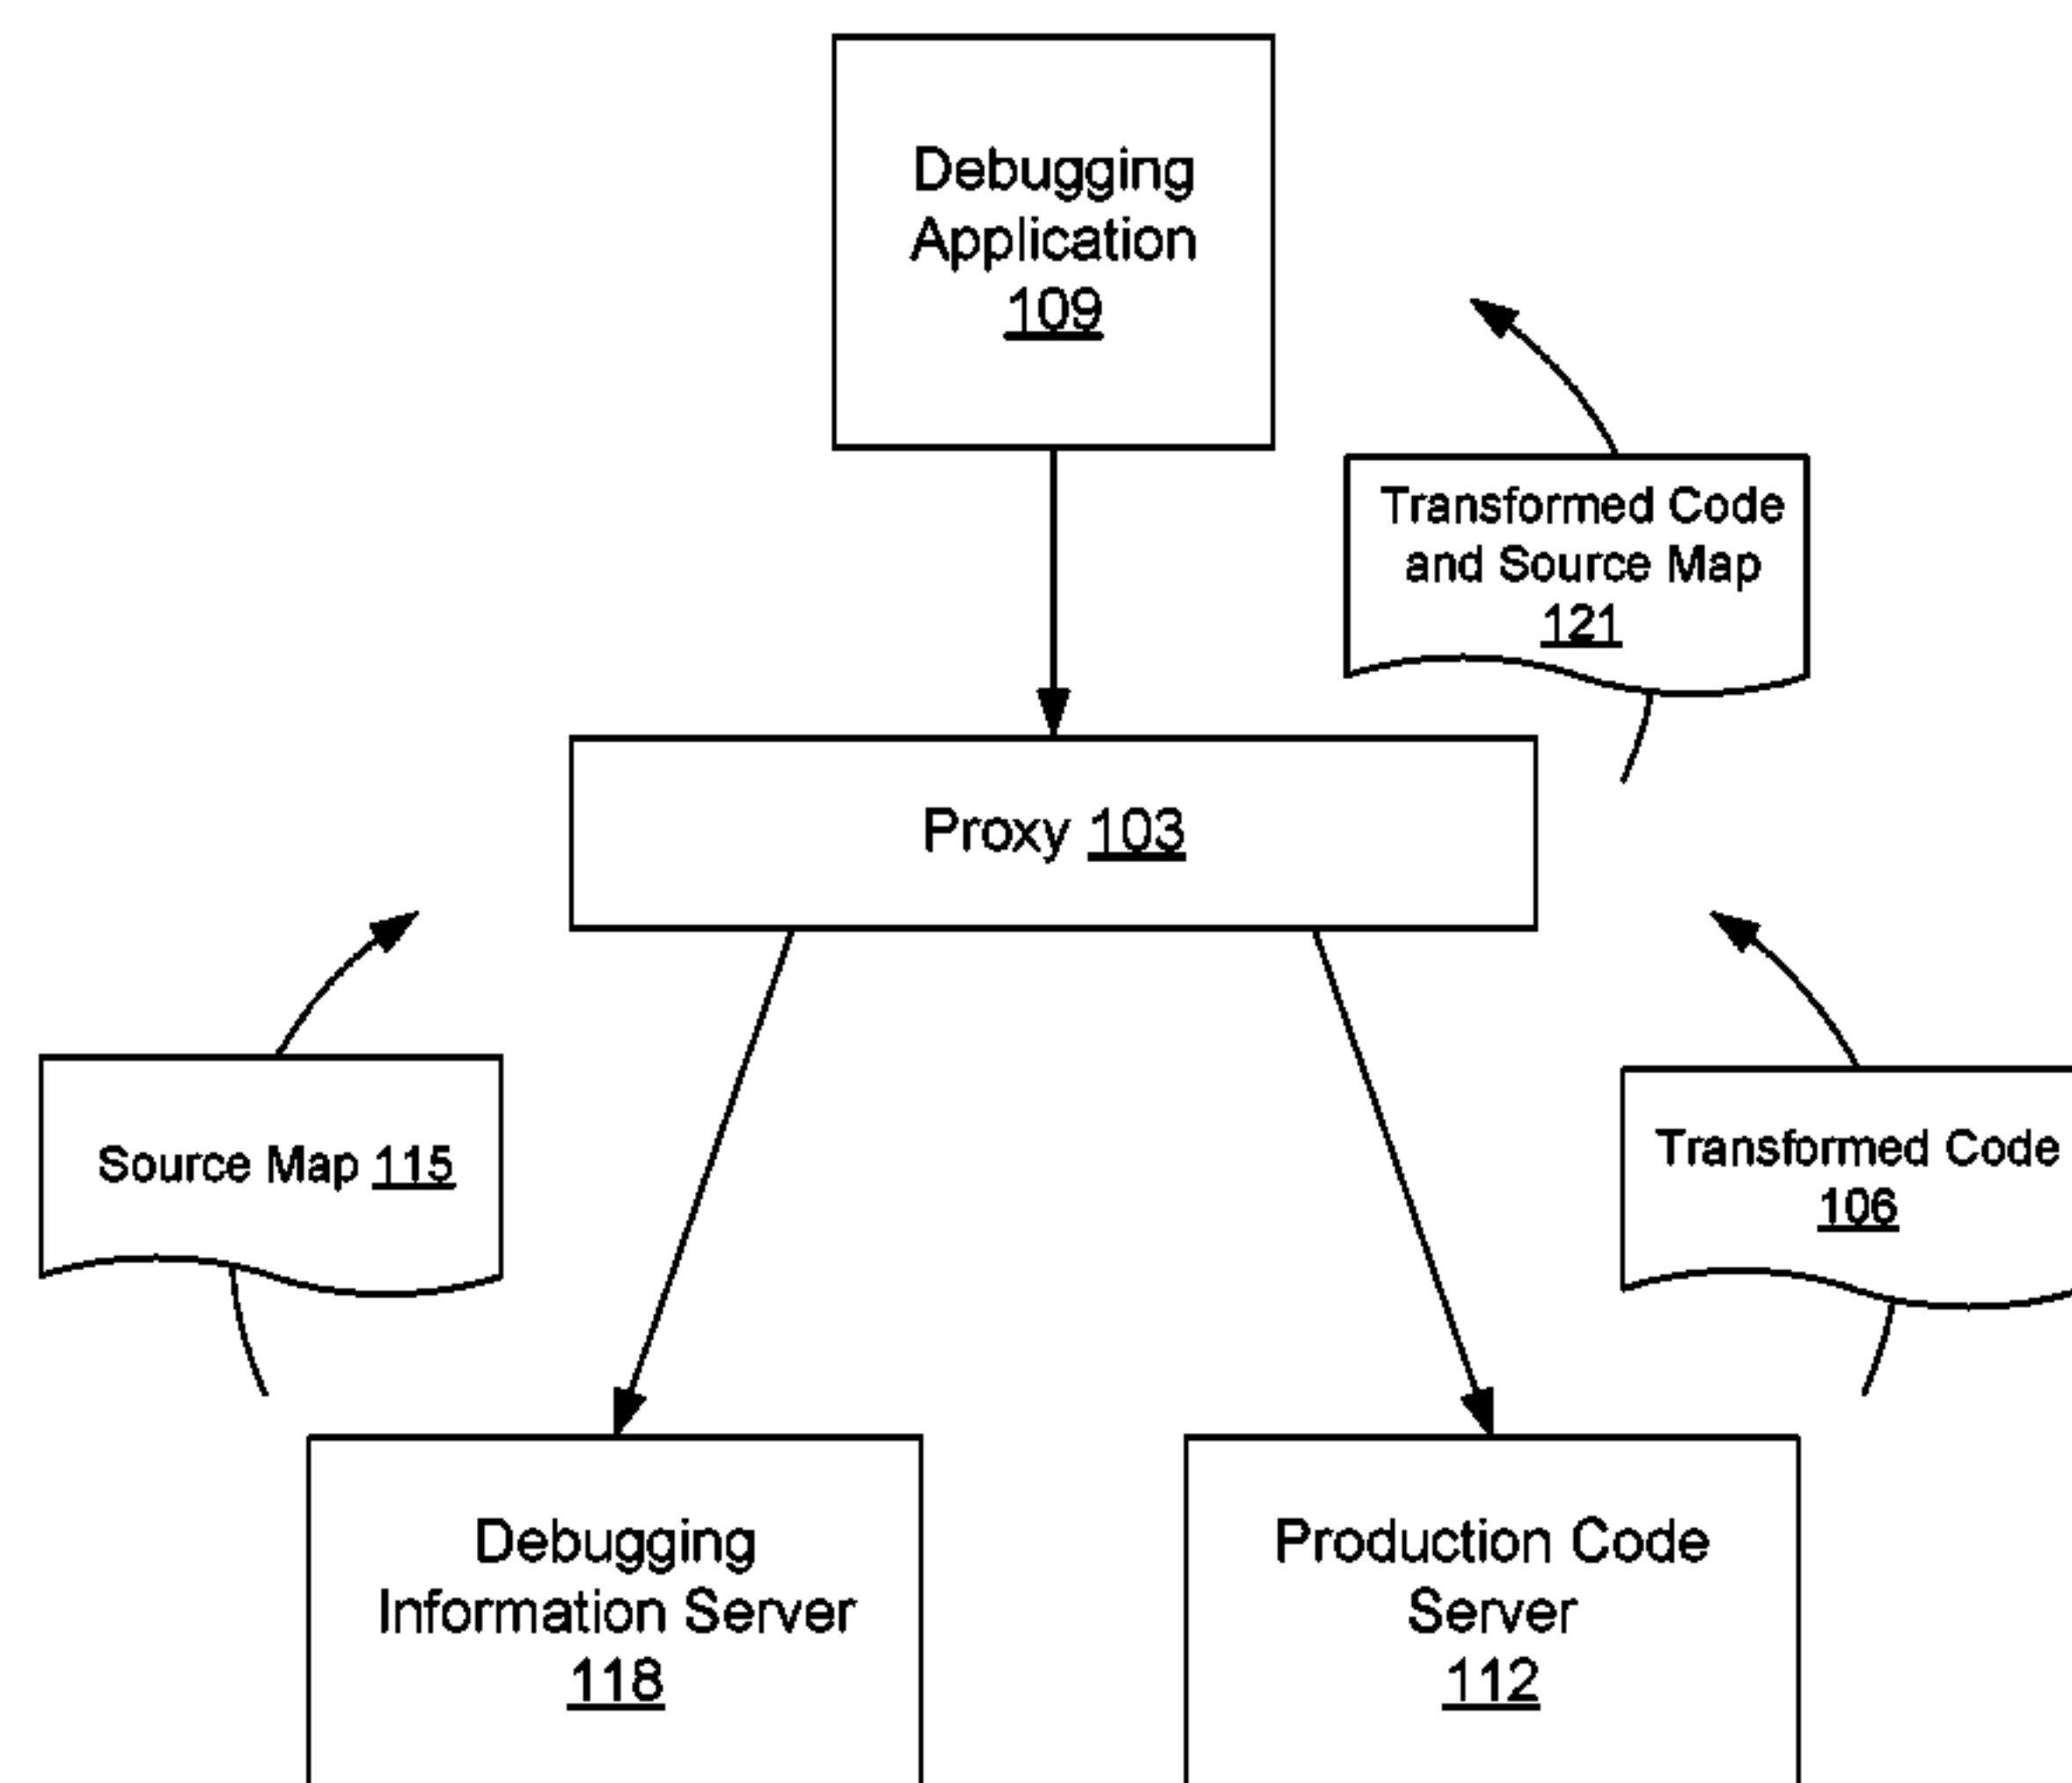 Debugging
Application
109
Transformed Code
and Source Map
121
Proxy 103
Source Map 115
Transformed Code
106
Debugging
Information Server
118
Production Code
Server
112